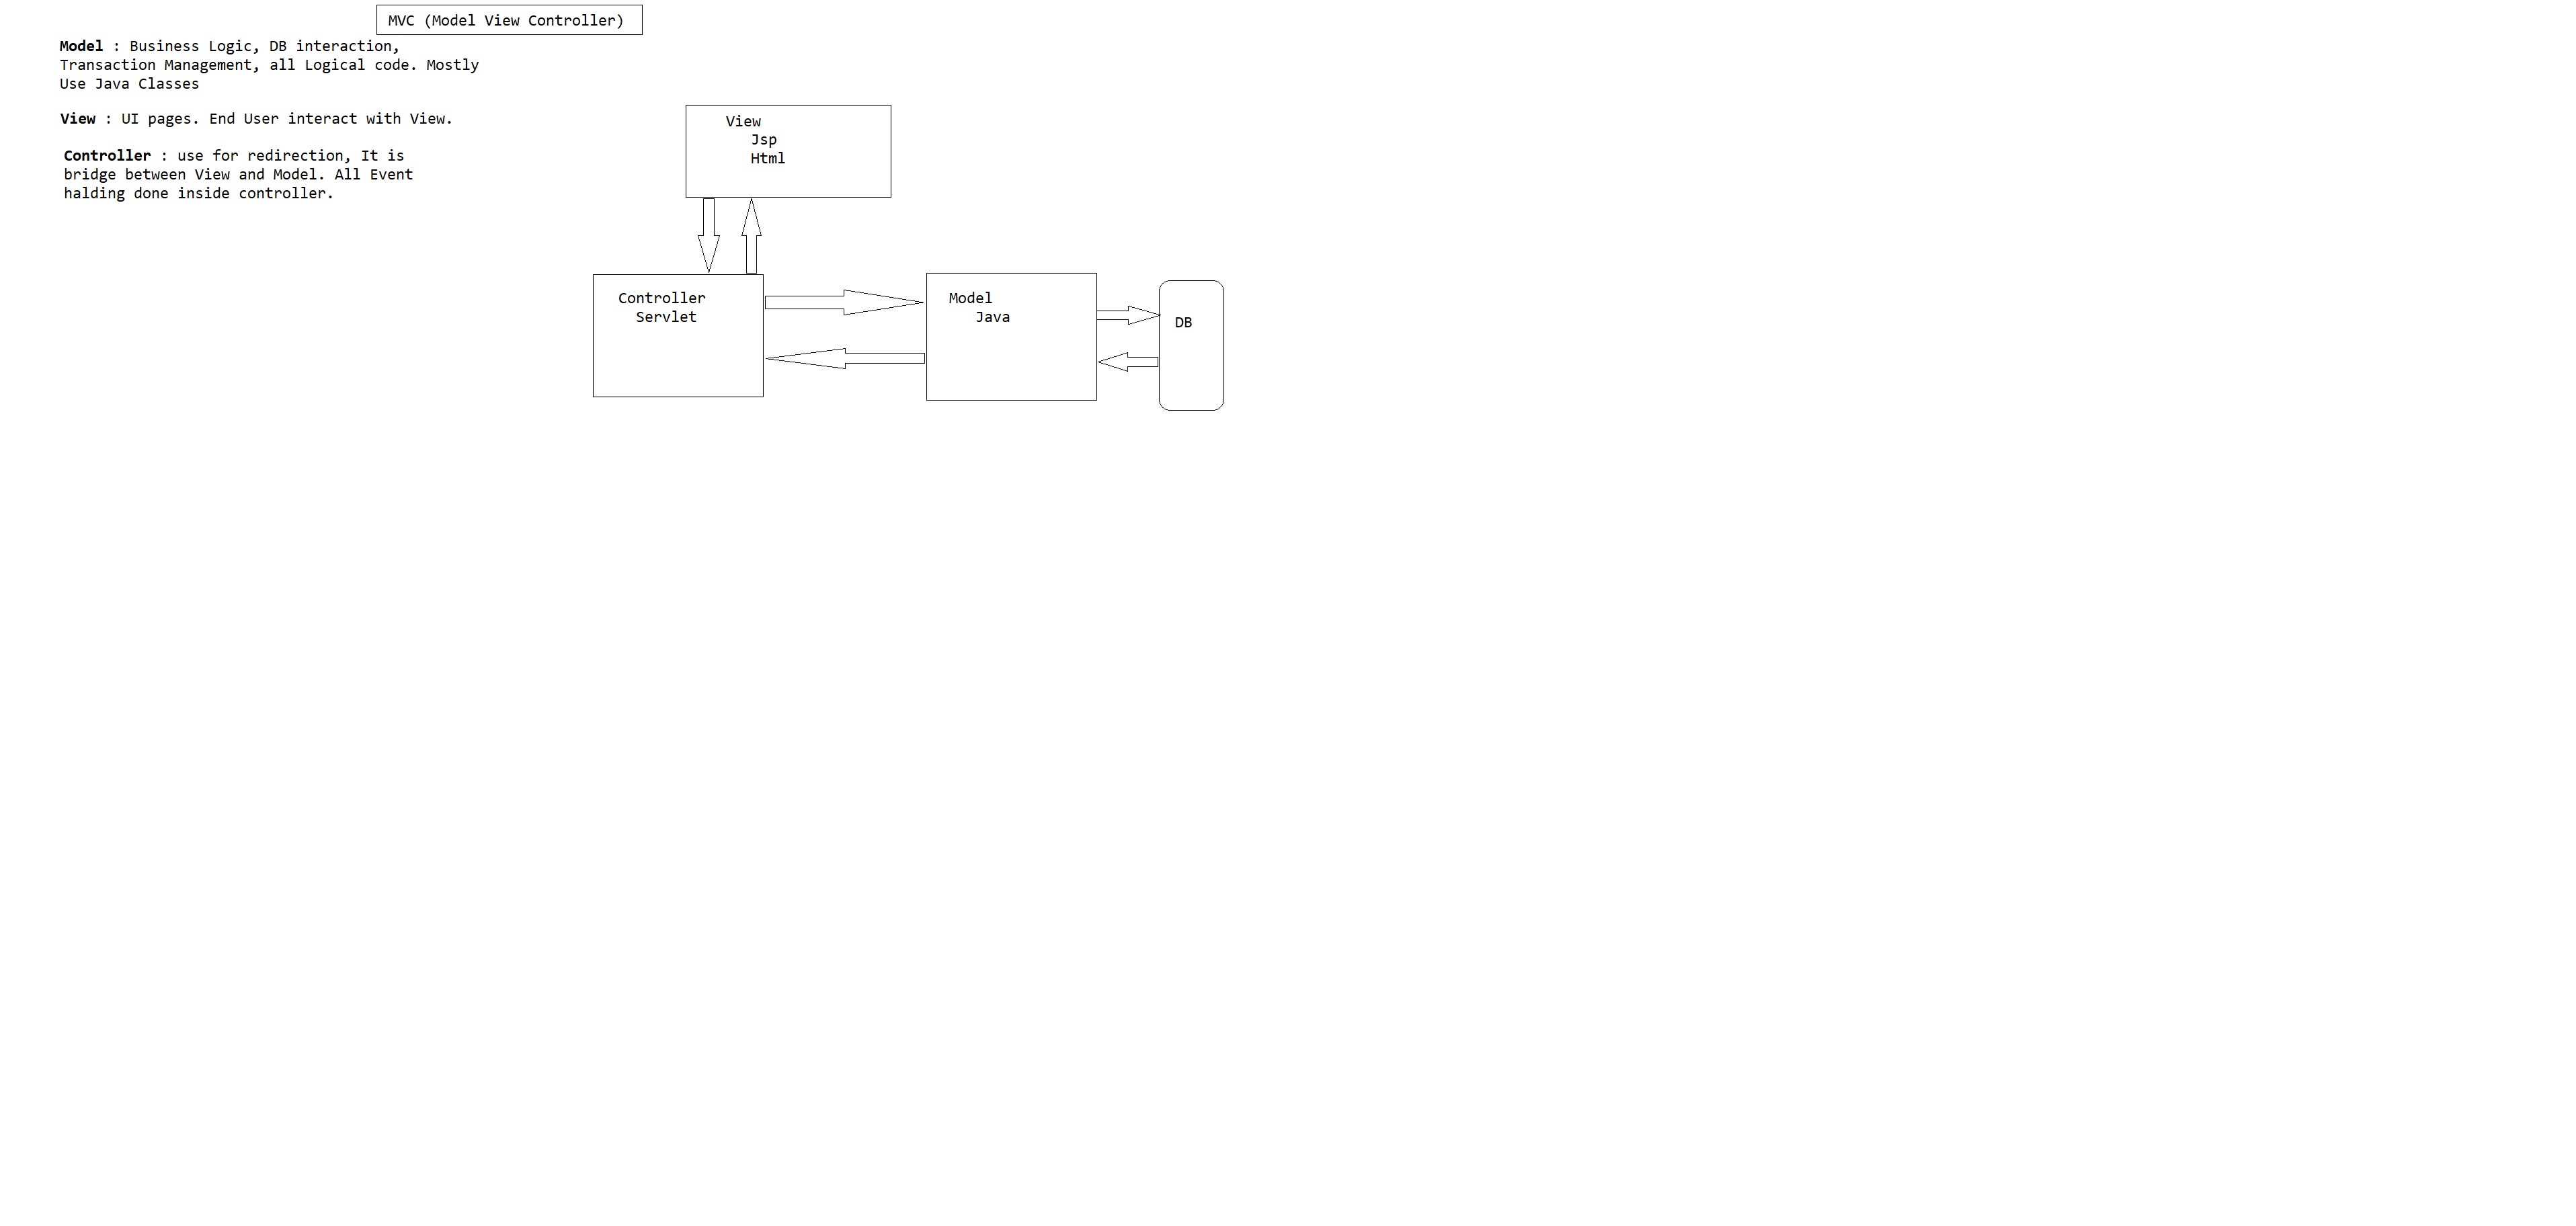 MVC (Model View Controller)
Model : Business Logic, DB interaction,
Transaction Management, all Logical code. Mostly
Use Java Classes
View : UI pages. End User interact with View.
Controller : use for redirection, It is
bridge between View and Model. All Event
halding done inside controller.
View
Jsp
Html
Controller
Servlet
Model
Java
DB